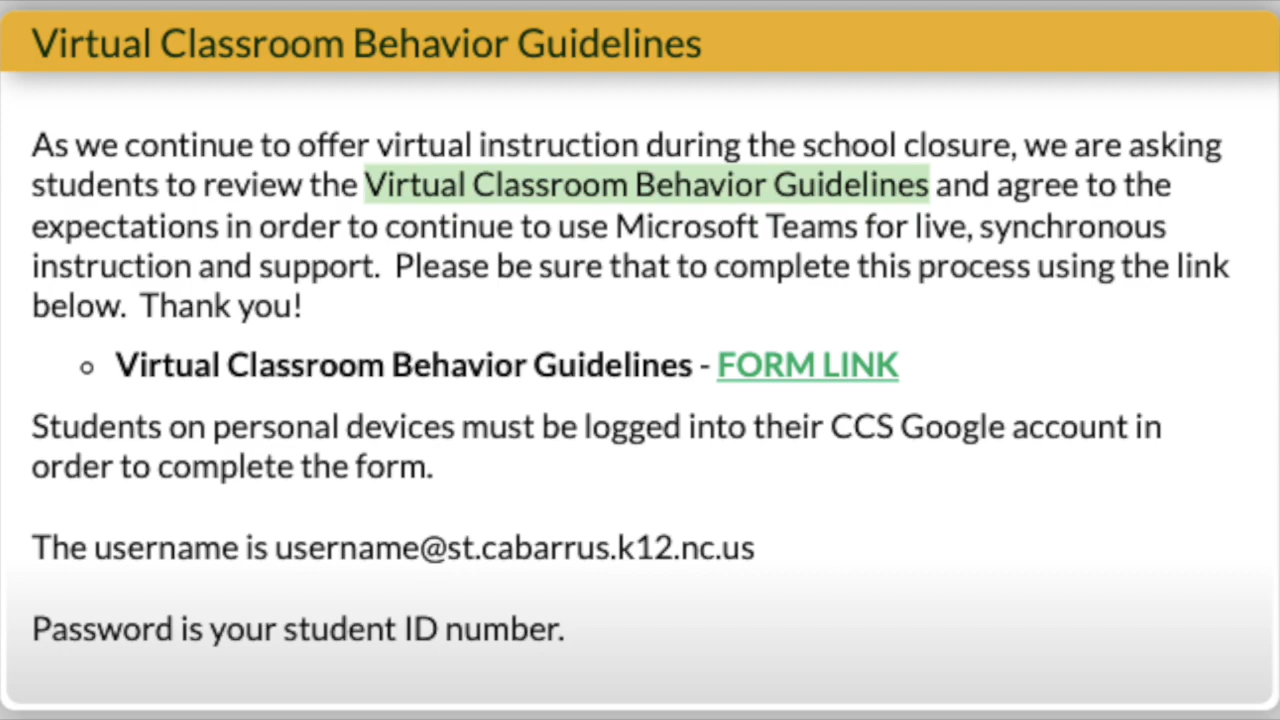 Virtual Classroom Behavior Guidelines
As we continue to offer virtual instruction during the school closure, we are asking
students to review the Virtual Classroom Behavior Guidelines and agree to the
expectations in order to continue to use Microsoft Teams for live, synchronous
instruction and support.  Please be sure that to complete this process using the link
below.  Thank you!
Virtual Classroom Behavior Guidelines - FORM LINK
Students on personal devices must be logged into their CCS Google account in
order to complete the form.
The username is username@st.cabarrus.k12.nc.us
Password is your student ID number.